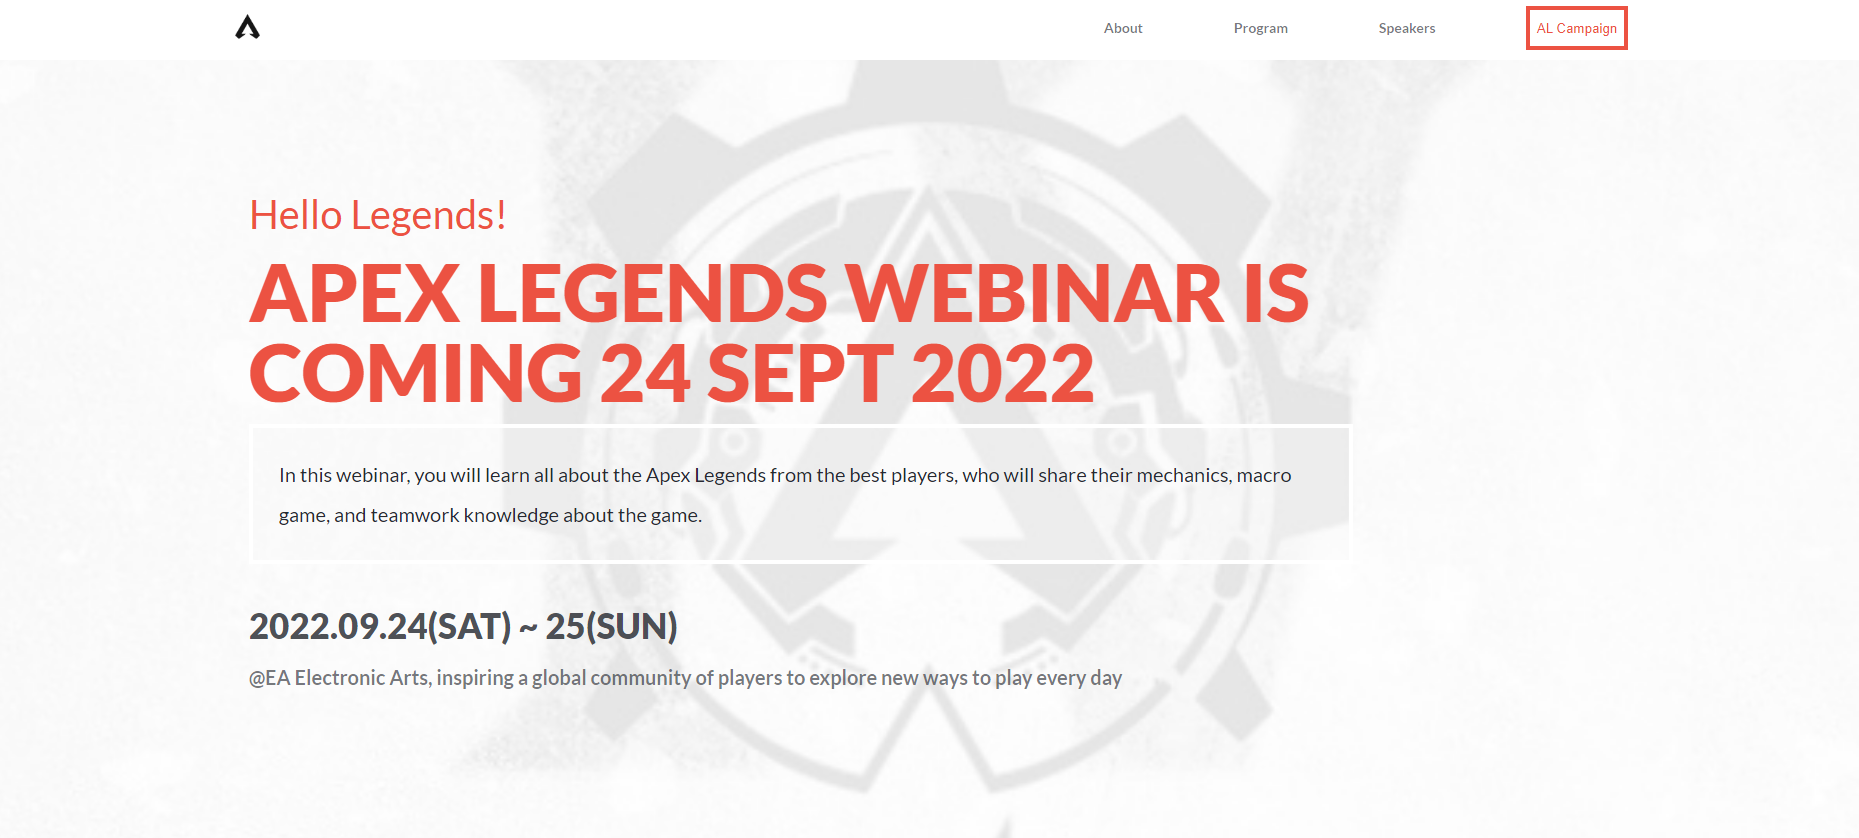 About Program Speakers AL Campaign
Hello Legends!
APEX LEGENDS WEBINAR IS
COMING 24 SEPT 2022
In this webinar, you will learn all about the Apex Legends from the best players, who will share their mechanics, macro
game, and teamwork knowledge about the game.
2022.09.24(SAT) ~ 25(SUN)
@EA Electronic Arts, inspiring a global community of players to explore new ways to play every day